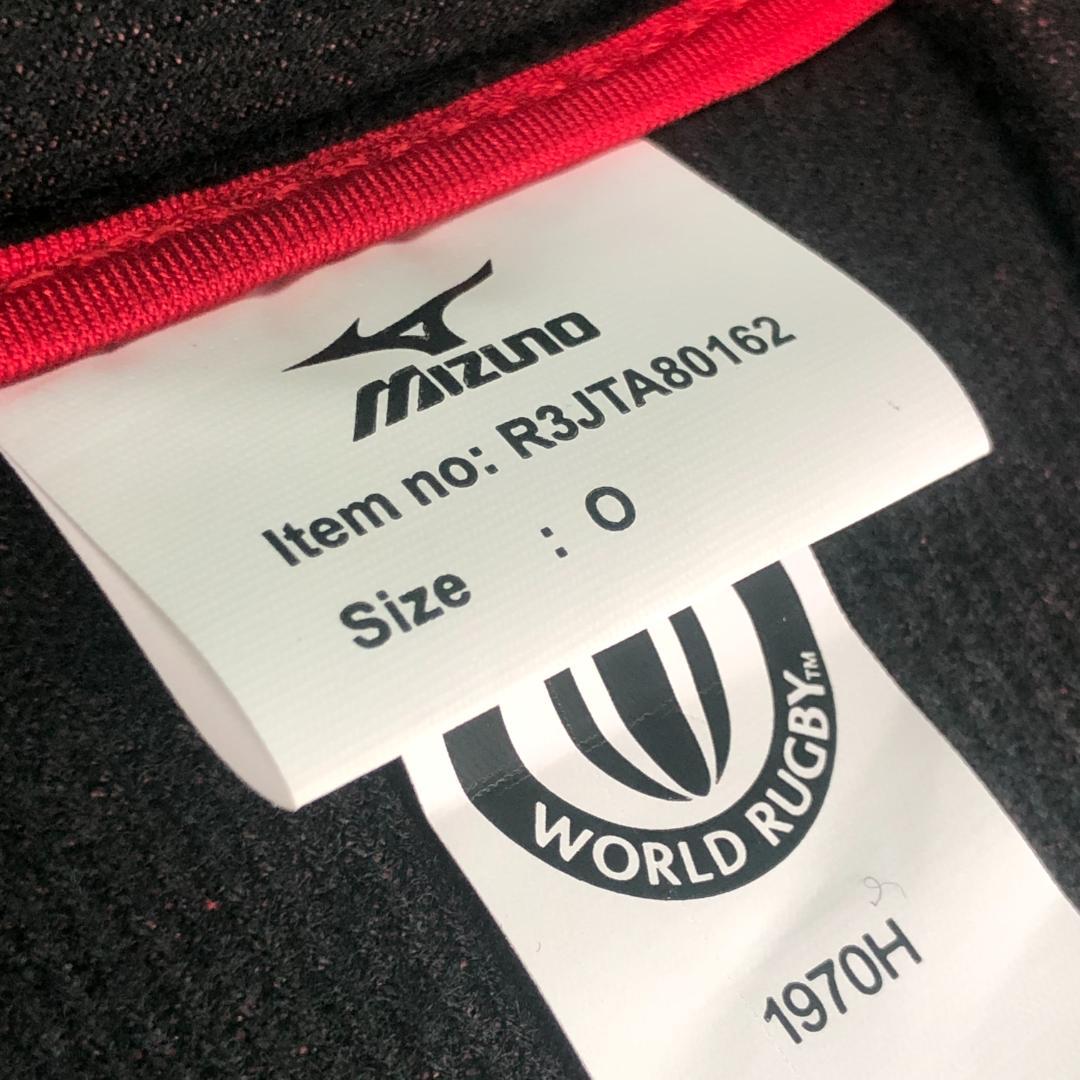 MIZUNO
Item no: R3JTA80162
Size : O
WORLD RUGBY™
1970H